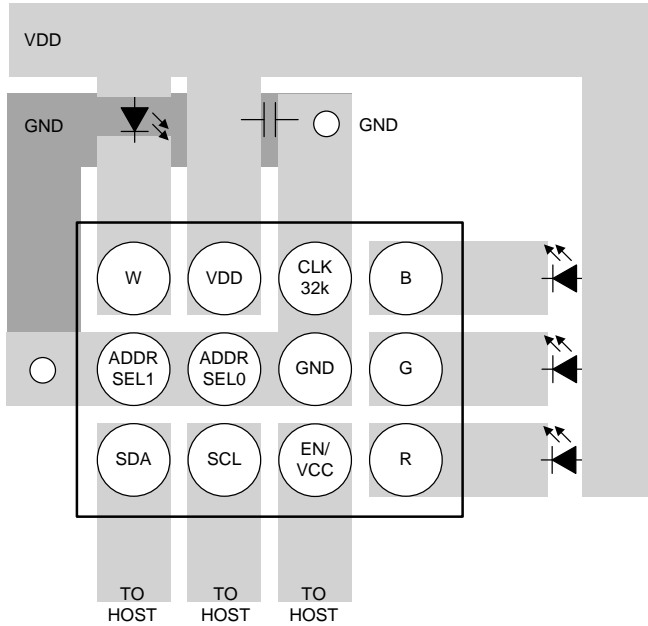 VDD
GND
GND
W
VDD
CLK
32k
B
ADDR
SEL1
ADDR
SEL0
GND
G
SDA
SCL
EN/
VCC
R
TO
HOST
TO
HOST
TO
HOST